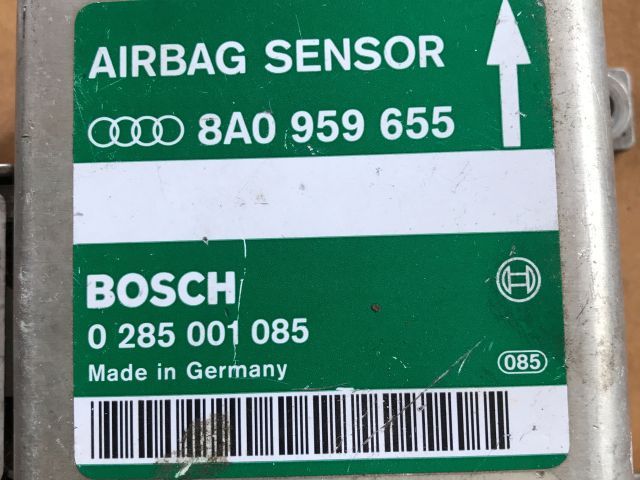 AIRBAG SENSOR
8A0 959 655
BOSCH
0 285 001 085
Made in Germany
085